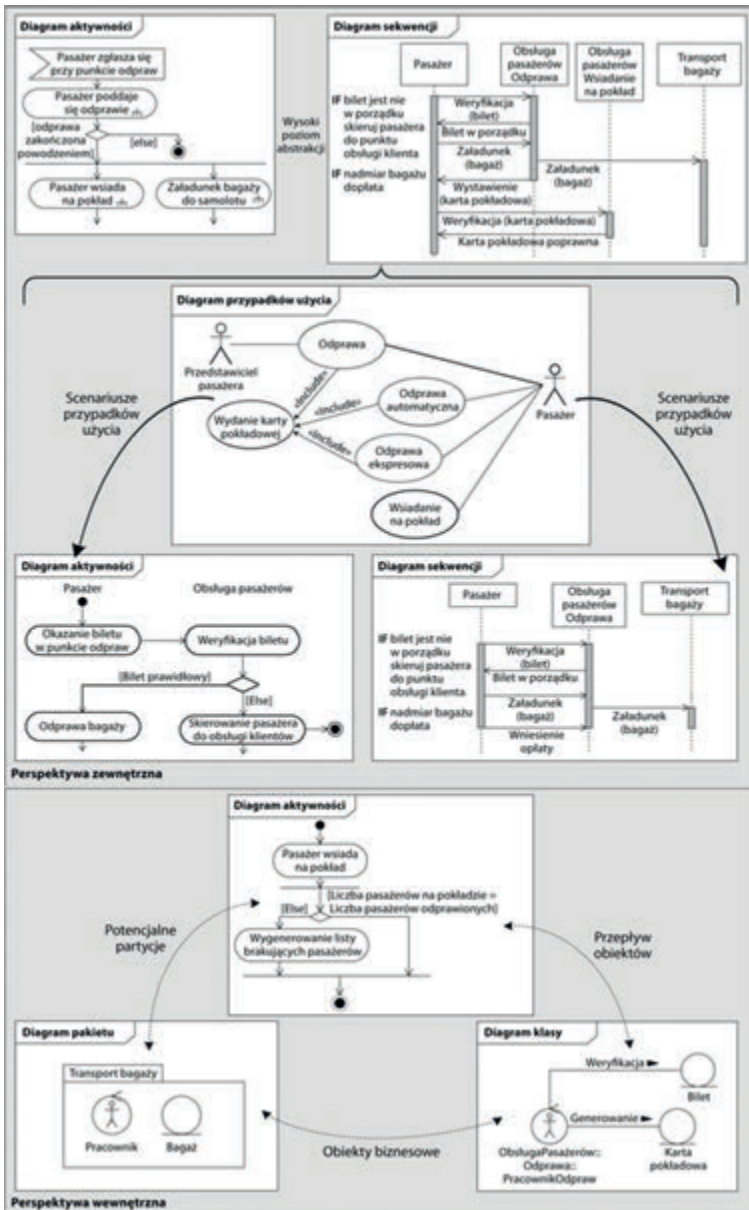 Diagram aktywności
Pasażer zgłasza się
przy punkcie odpraw
Pasażer poddaje
się odprawie
[odprawa
zakończona
powodzeniem]
[else]
Pasażer wsiada
na pokład
Załadunek bagaży
do samolotu
Wysoki
poziom
abstrakcji
Diagram sekwencji
Pasażer
Obsługa
pasażerów
Odprawa
Obsługa
pasażerów
Wsiadanie
na pokład
Transport
bagaży
IF bilet jest nie
w porządku
skieruj pasażera
do punktu
obsługi klienta
IF nadmiar bagażu
dopłata
Weryfikacja
(bilet)
Bilet w porządku
Załadunek
(bagaż)
Załadunek
(bagaż)
Wystawienie
(karta pokładowa)
Weryfikacja (karta pokładowa)
Karta pokładowa poprawna
Diagram przypadków użycia
Przedstawiciel
pasażera
Odprawa
«include»
Wydanie karty
pokładowej
«include»
Odprawa
automatyczna
«include»
Odprawa
ekspresowa
Wsiadanie
na pokład
Pasażer
Scenariusze
przypadków
użycia
Scenariusze
przypadków
użycia
Diagram aktywności
Pasażer
Obsługa pasażerów
Okazanie biletu
w punkcie odpraw
Weryfikacja biletu
[Bilet prawidłowy]
[Else]
Odprawa bagaży
Skierowanie pasażera
do obsługi klientów
Diagram sekwencji
Pasażer
Obsługa
pasażerów
Odprawa
Transport
bagaży
IF bilet jest nie
w porządku
skieruj pasażera
do punktu
obsługi klienta
IF nadmiar bagażu
dopłata
Weryfikacja
(bilet)
Bilet w porządku
Załadunek
(bagaż)
Załadunek
(bagaż)
Wniesienie
opłaty
Perspektywa zewnętrzna
Diagram aktywności
Pasażer wsiada
na pokład
[Liczba pasażerów na pokładzie =
Liczba pasażerów odprawionych]
[Else]
Wygenerowanie listy
brakujących pasażerów
Potencjalne
partycje
Przepływ
obiektów
Diagram pakietu
Transport bagaży
Pracownik
Bagaż
Obiekty biznesowe
Diagram klasy
Weryfikacja
Bilet
Generowanie
ObsługaPasażerów::
Odprawa::
PracownikOdpraw
Karta
pokładowa
Perspektywa wewnętrzna